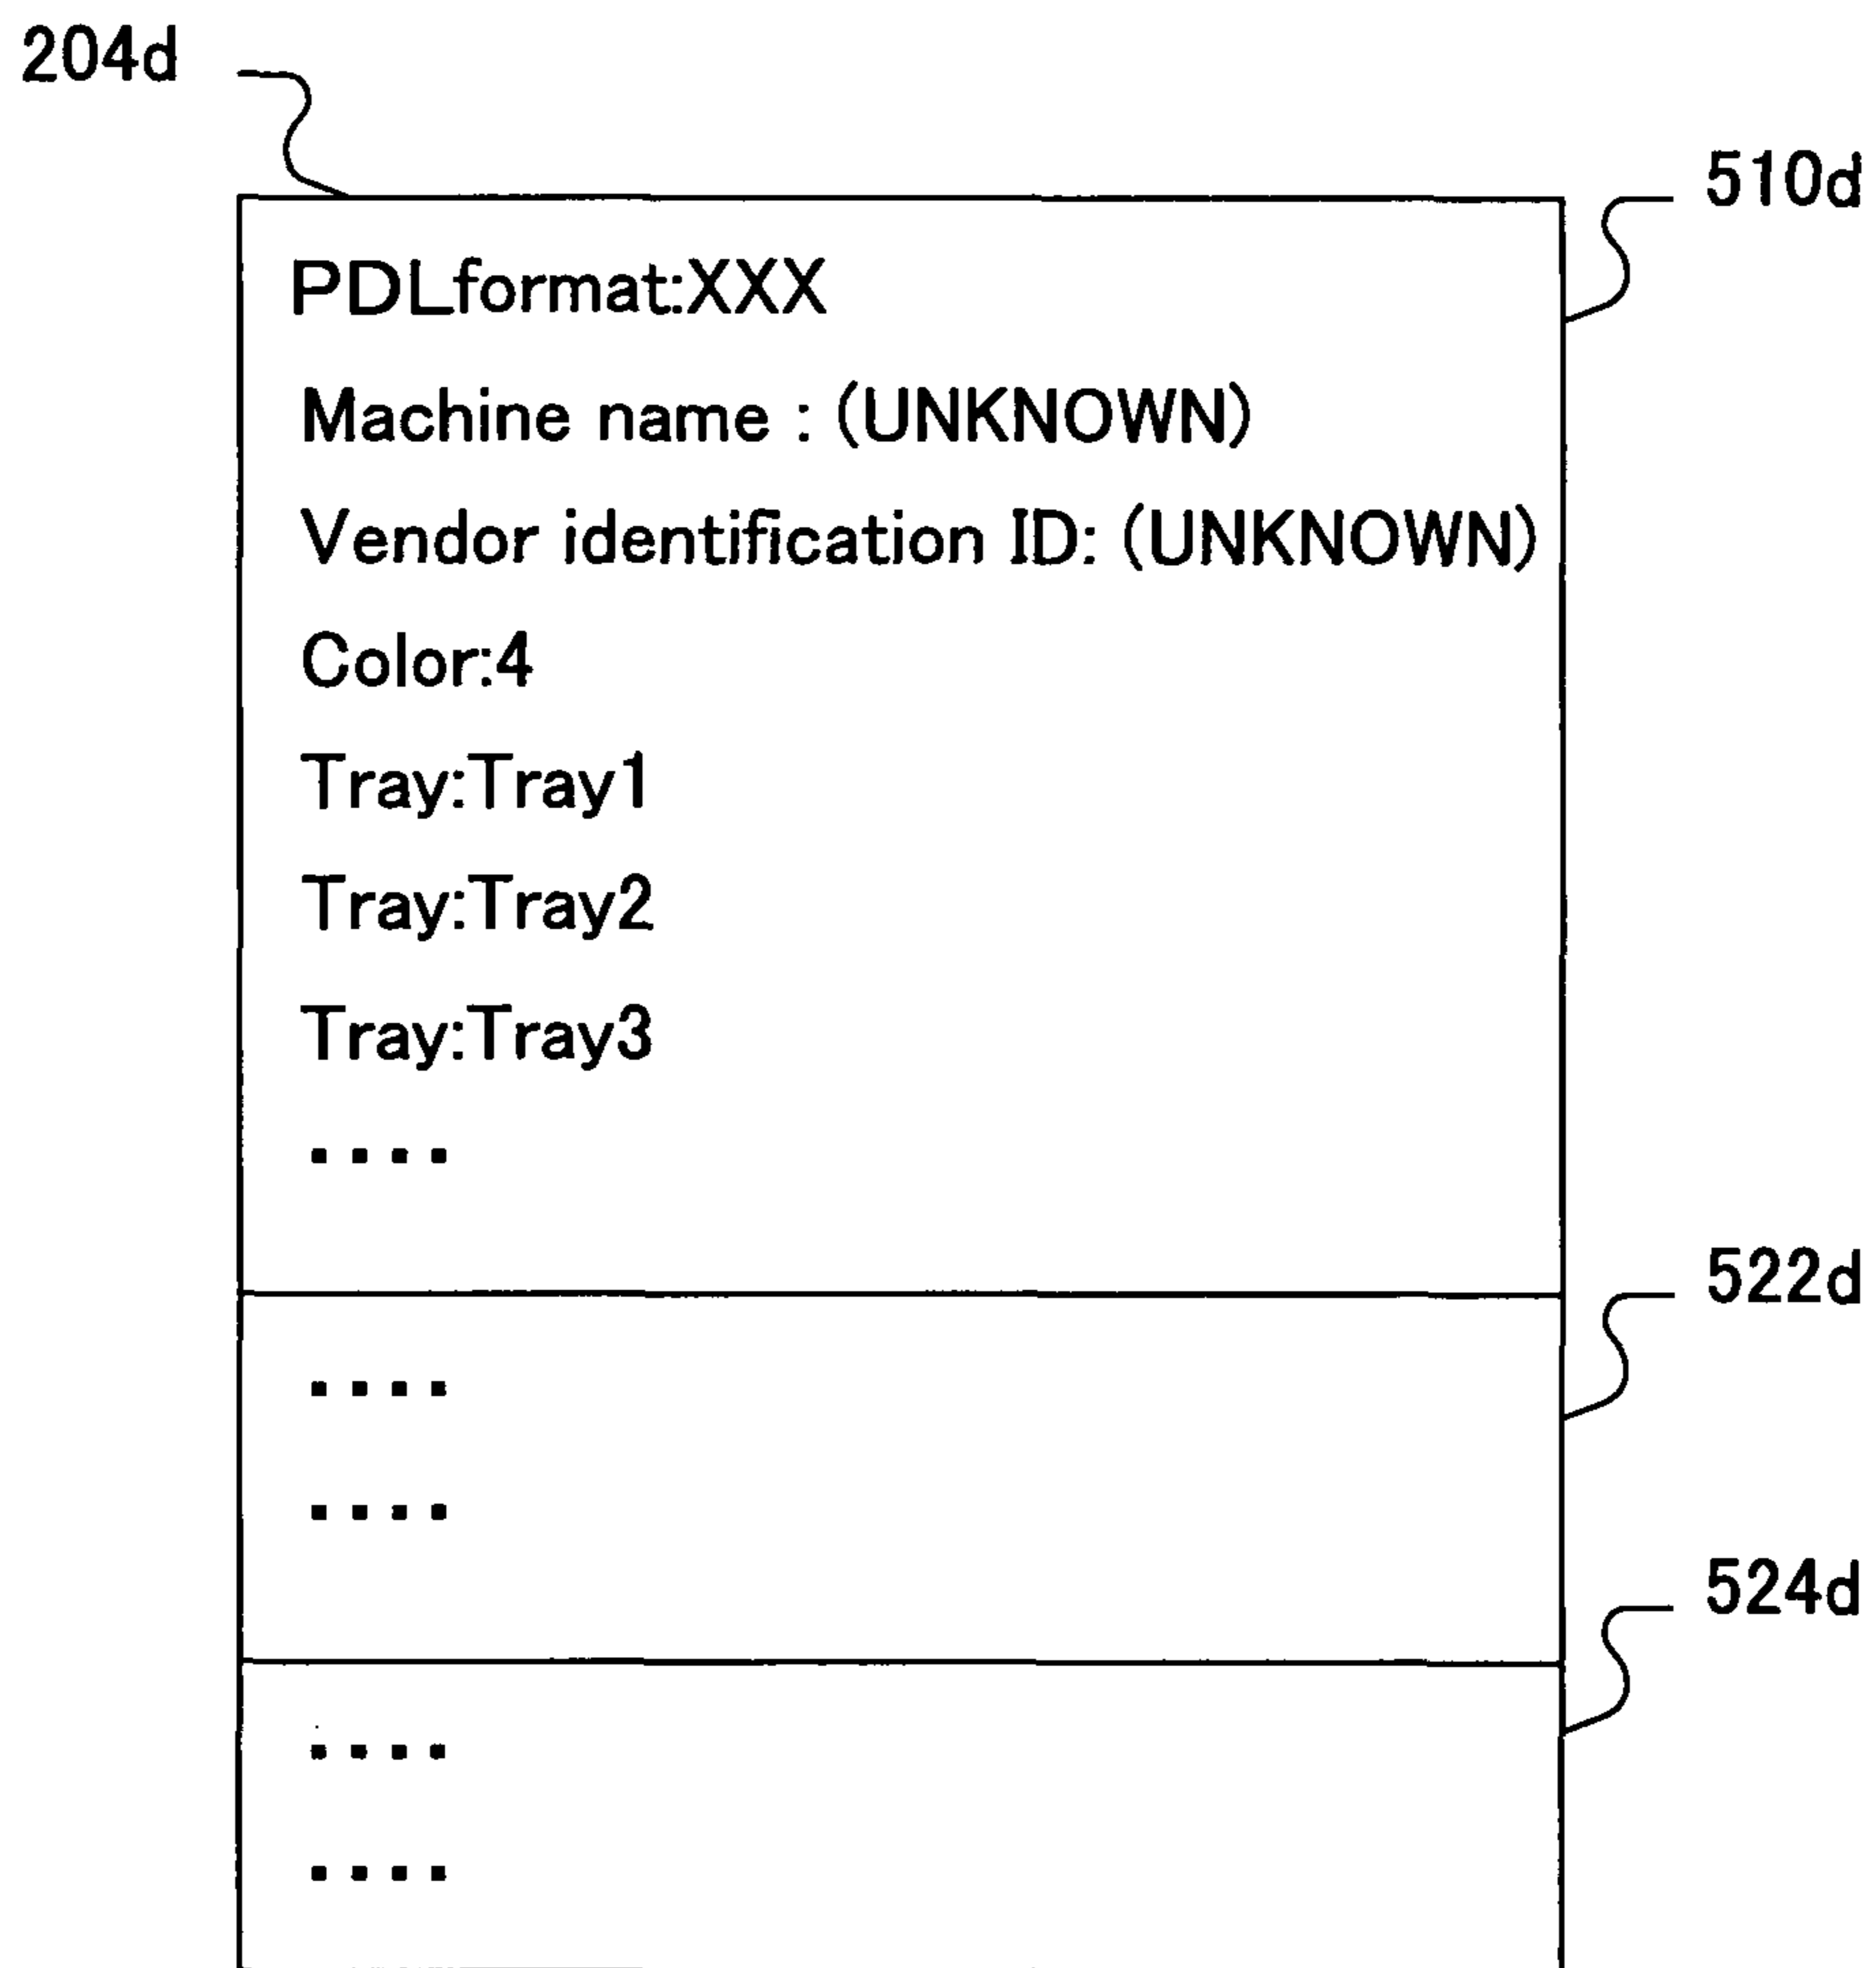 204d
510d
PDLformat:XXX
Machine name : (UNKNOWN)
Vendor identification ID: (UNKNOWN)
Color:4
Tray:Tray1
Tray:Tray2
Tray:Tray3
....
522d
....
....
524d
....
....